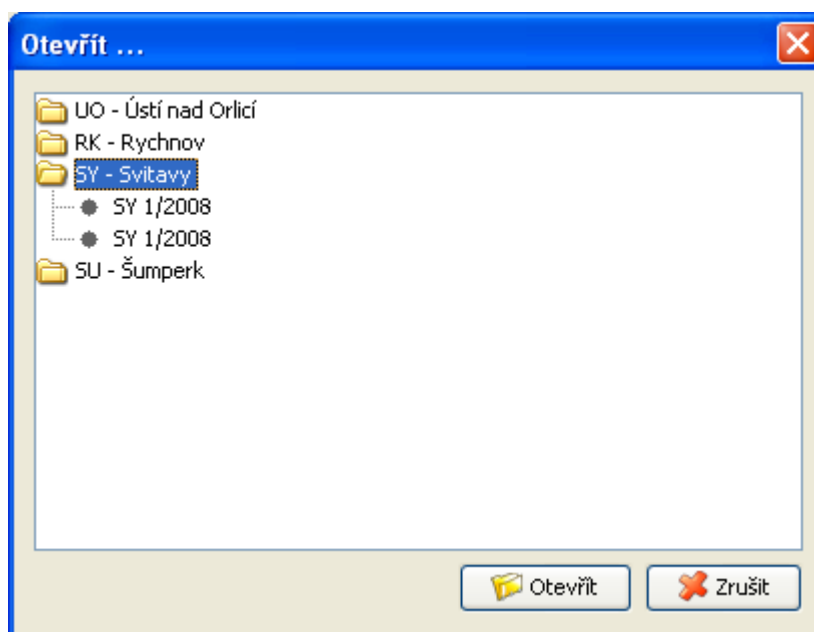 Otevřít ...
UO - Ústí nad Orlicí
RK - Rychnov
SY - Svitavy
SY 1/2008
SY 1/2008
SU - Šumperk
Otevřít
Zrušit